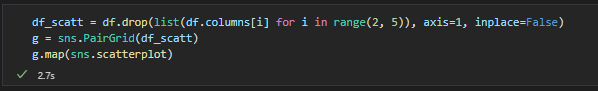 df_scatt = df.drop(list(df.columns[i] for i in range(2, 5)), axis=1, inplace=False)
g = sns.PairGrid(df_scatt)
g.map(sns.scatterplot)
2.7s